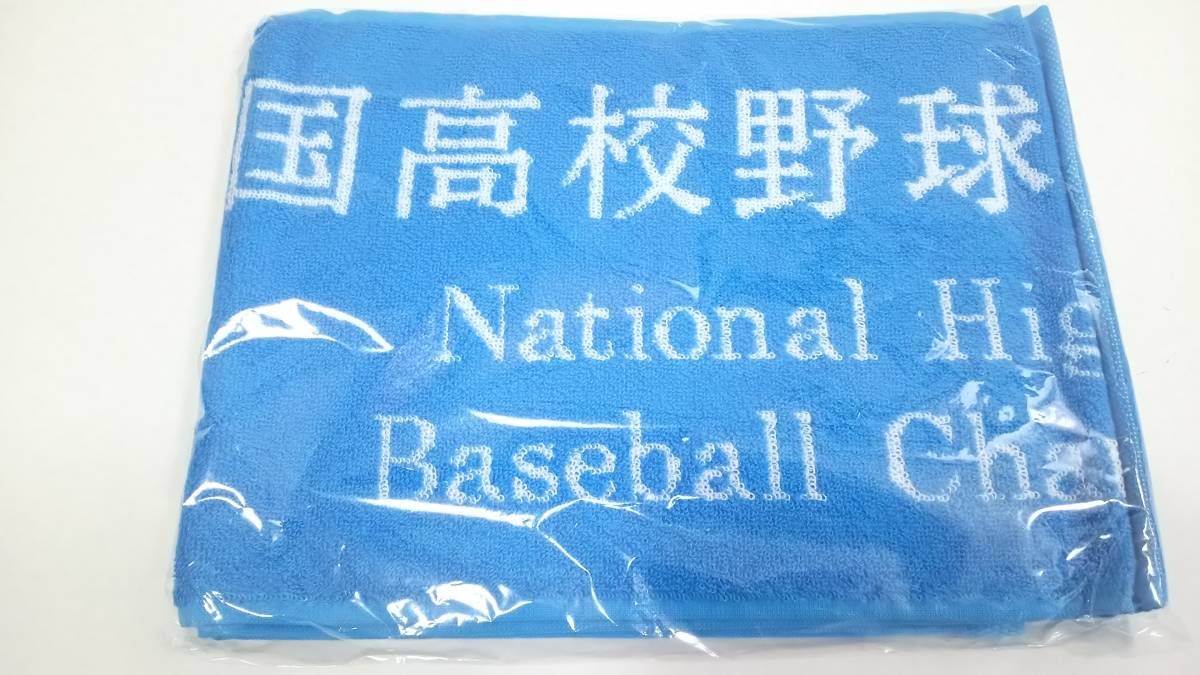 国高校野球
National Hig
Baseball Cha